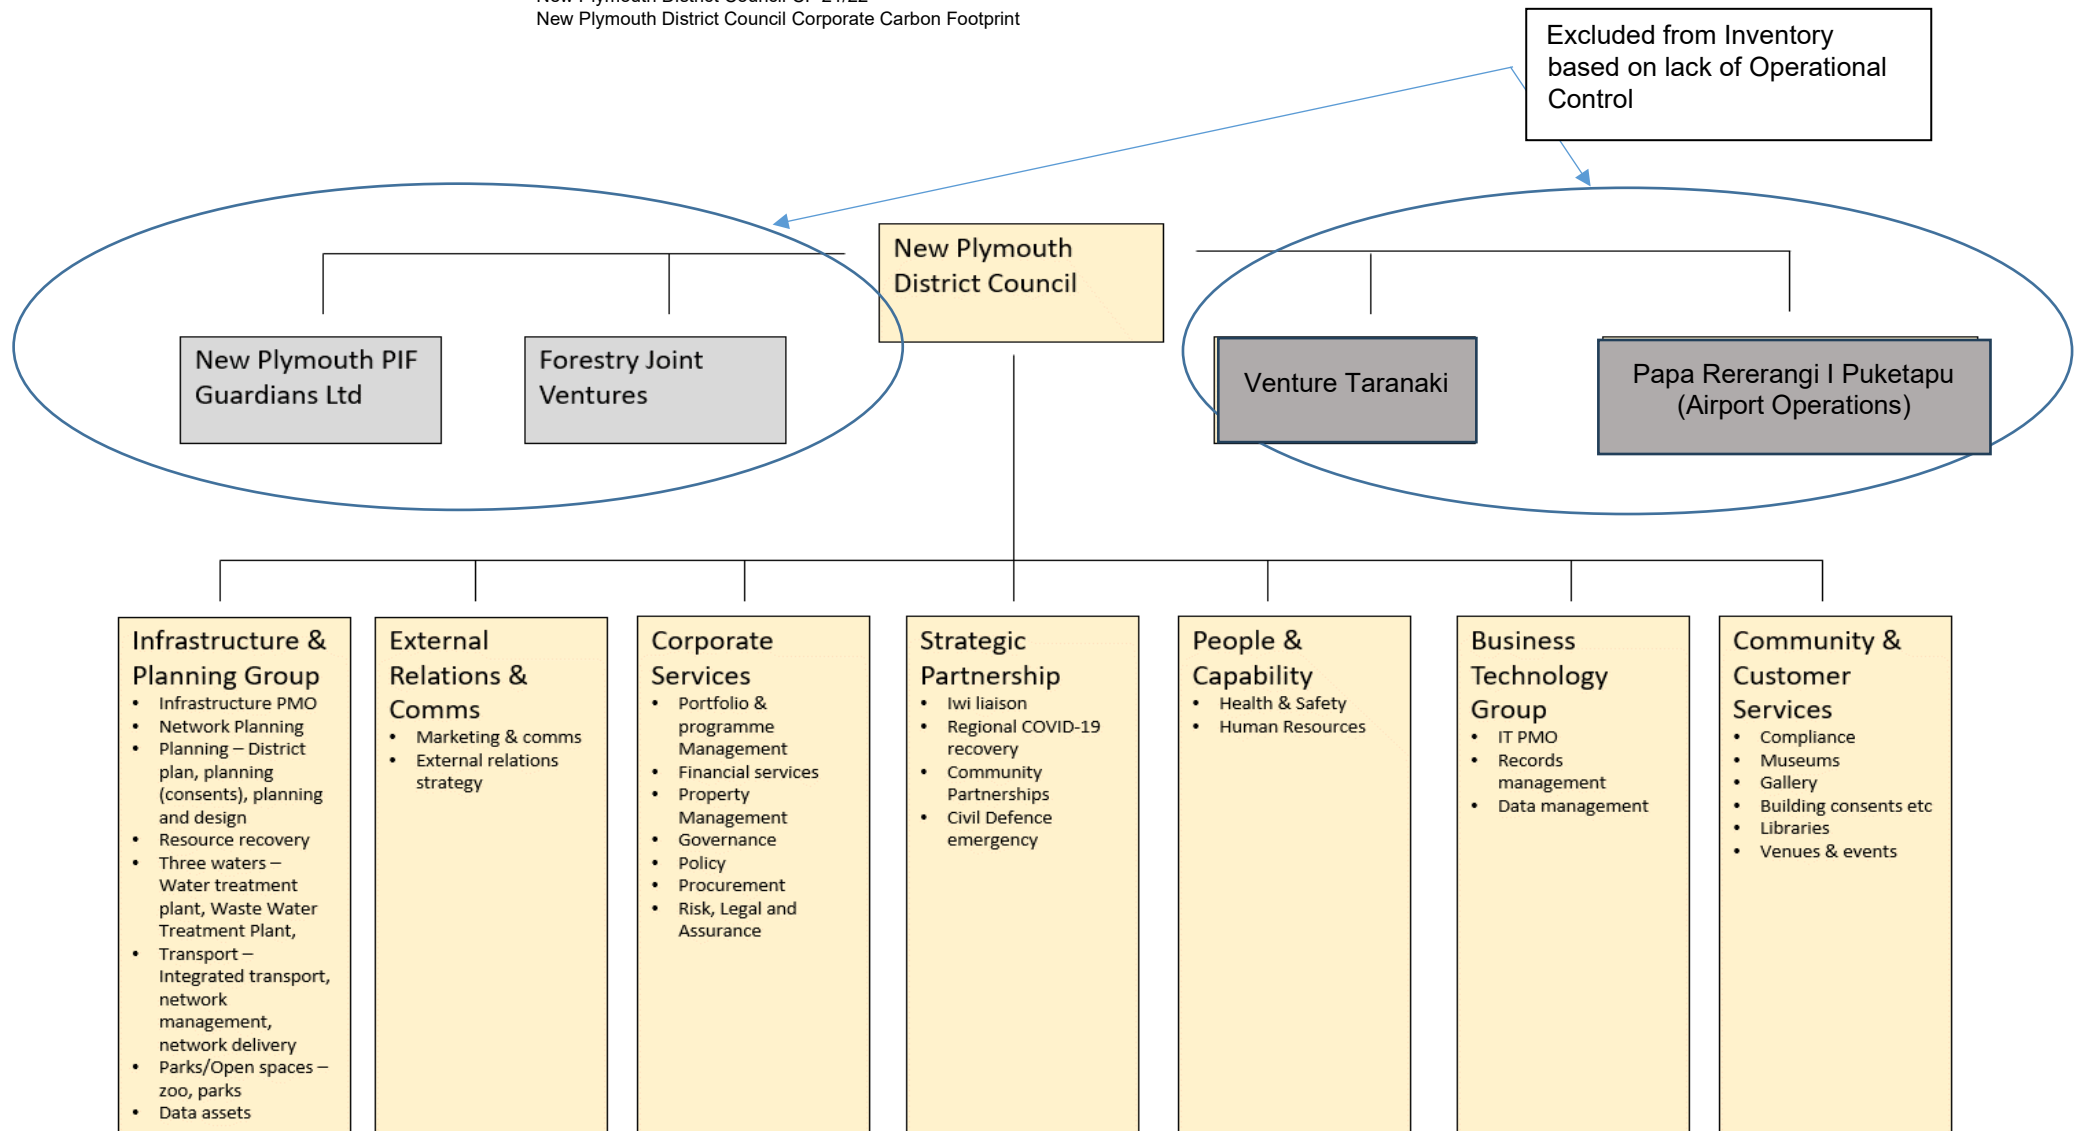 New Plymouth District Council Corporate Carbon Footprint
Excluded from Inventory
based on lack of Operational
Control
New Plymouth
District Council
New Plymouth PIF
Guardians Ltd
Forestry Joint
Ventures
Venture Taranaki
Papa Rererangi I Puketapu
(Airport Operations)
Infrastructure &
Planning Group
• Infrastructure PMO
• Network Planning
• Planning – District
plan, planning
(consents), planning
and design
• Resource recovery
• Three waters –
Water treatment
plant, Waste Water
Treatment Plant,
• Transport –
Integrated transport,
network
management,
network delivery
• Parks/Open spaces –
zoo, parks
• Data assets
External
Relations &
Comms
• Marketing & comms
• External relations
strategy
Corporate
Services
• Portfolio &
programme
Management
• Financial services
• Property
Management
• Governance
• Policy
• Procurement
• Risk, Legal and
Assurance
Strategic
Partnership
• Iwi liaison
• Regional COVID-19
recovery
• Community
Partnerships
• Civil Defence
emergency
People &
Capability
• Health & Safety
• Human Resources
Business
Technology
Group
• IT PMO
• Records
management
• Data management
Community &
Customer
Services
• Compliance
• Museums
• Gallery
• Building consents etc
• Libraries
• Venues & events